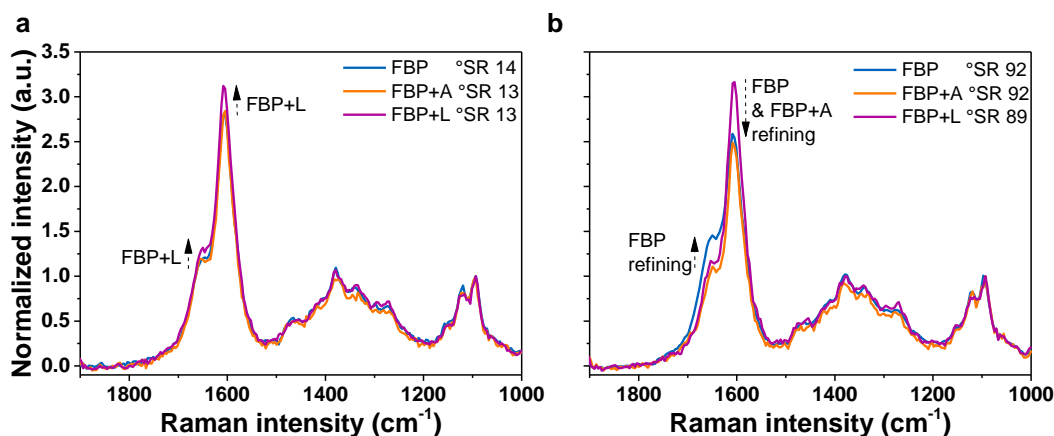 a
Normalized intensity (a.u.)
3.5
3.0
2.5
2.0
1.5
1.0
0.5
0.0
FBP °SR 14
FBP+A °SR 13
FBP+L °SR 13
FBP+L
FBP+L
1800
1600
1400
1200
1000
Raman intensity (cm⁻¹)
b
FBP °SR 92
FBP+A °SR 92
FBP+L °SR 89
FBP
& FBP+A
refining
FBP
refining
1800
1600
1400
1200
1000
Raman intensity (cm⁻¹)